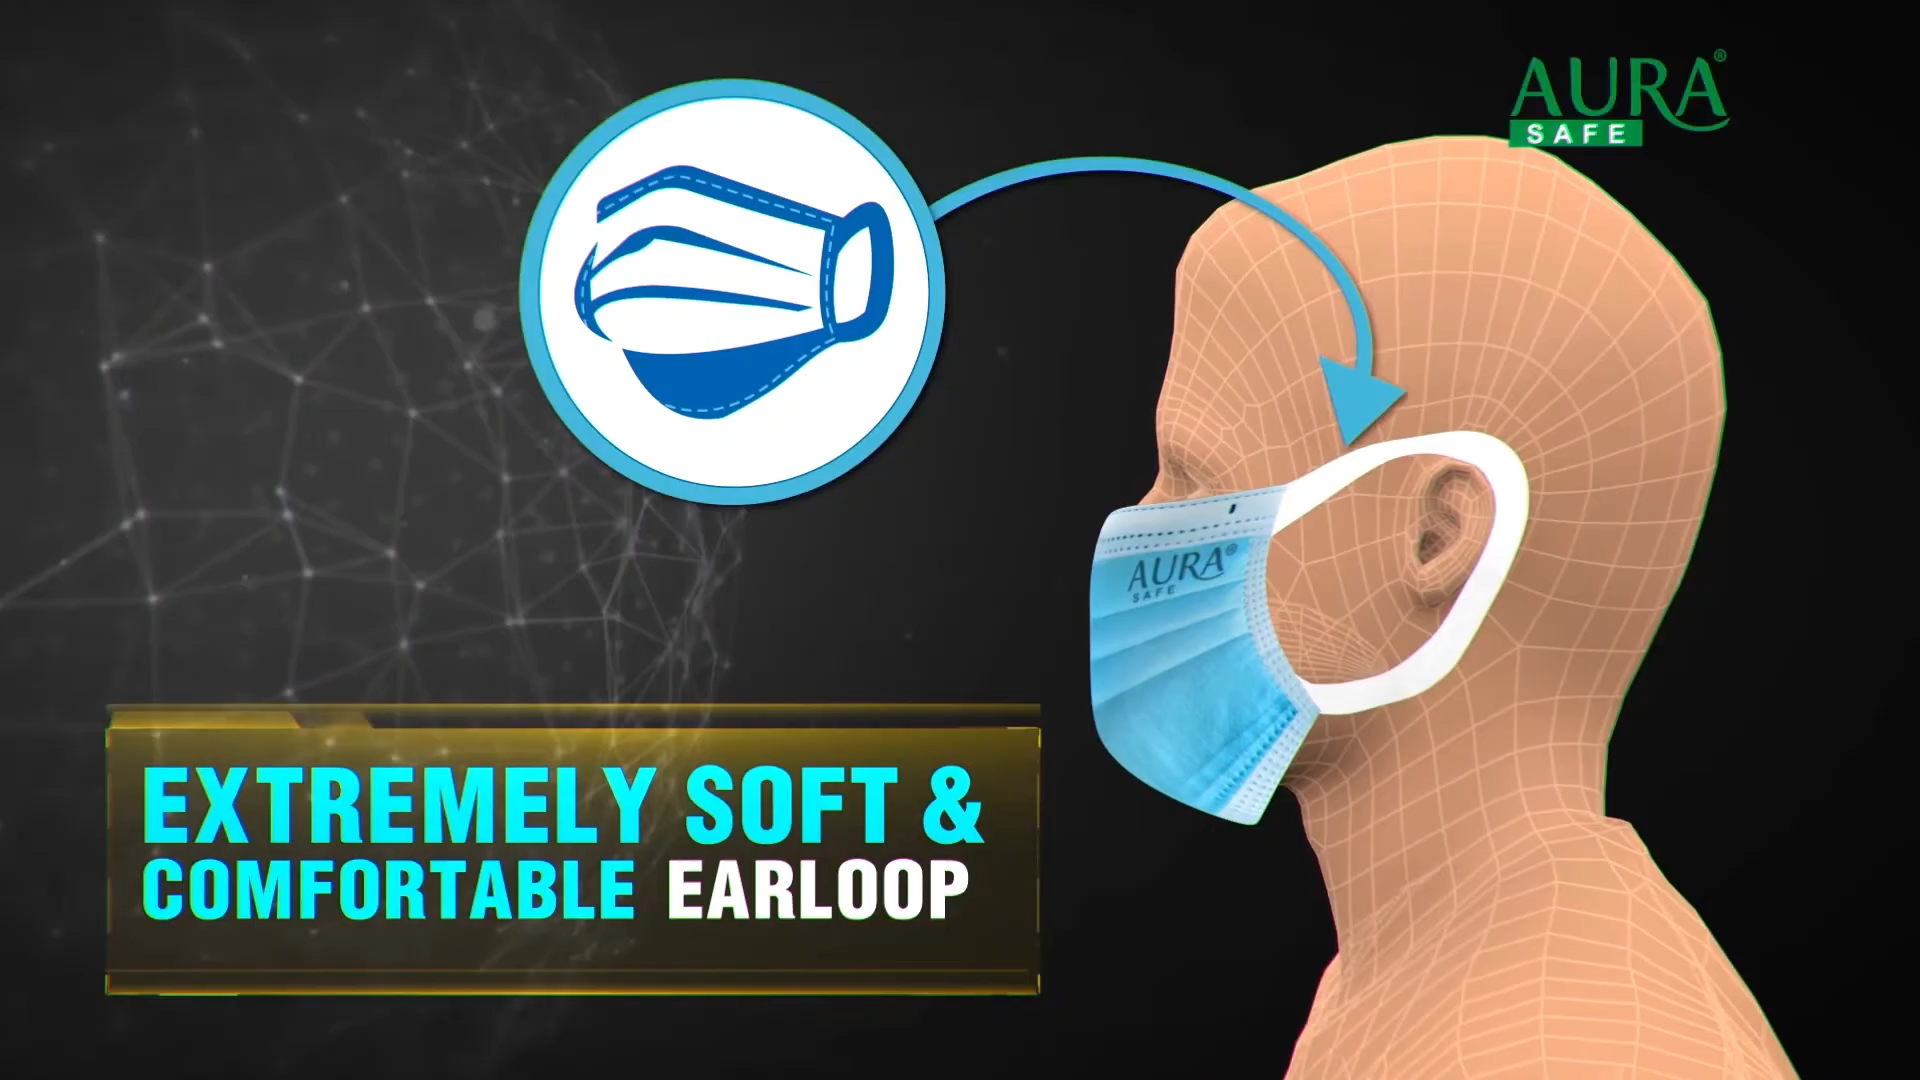 AURA®
SAFE
AURA®
SAFE
EXTREMELY SOFT &
COMFORTABLE EARLOOP